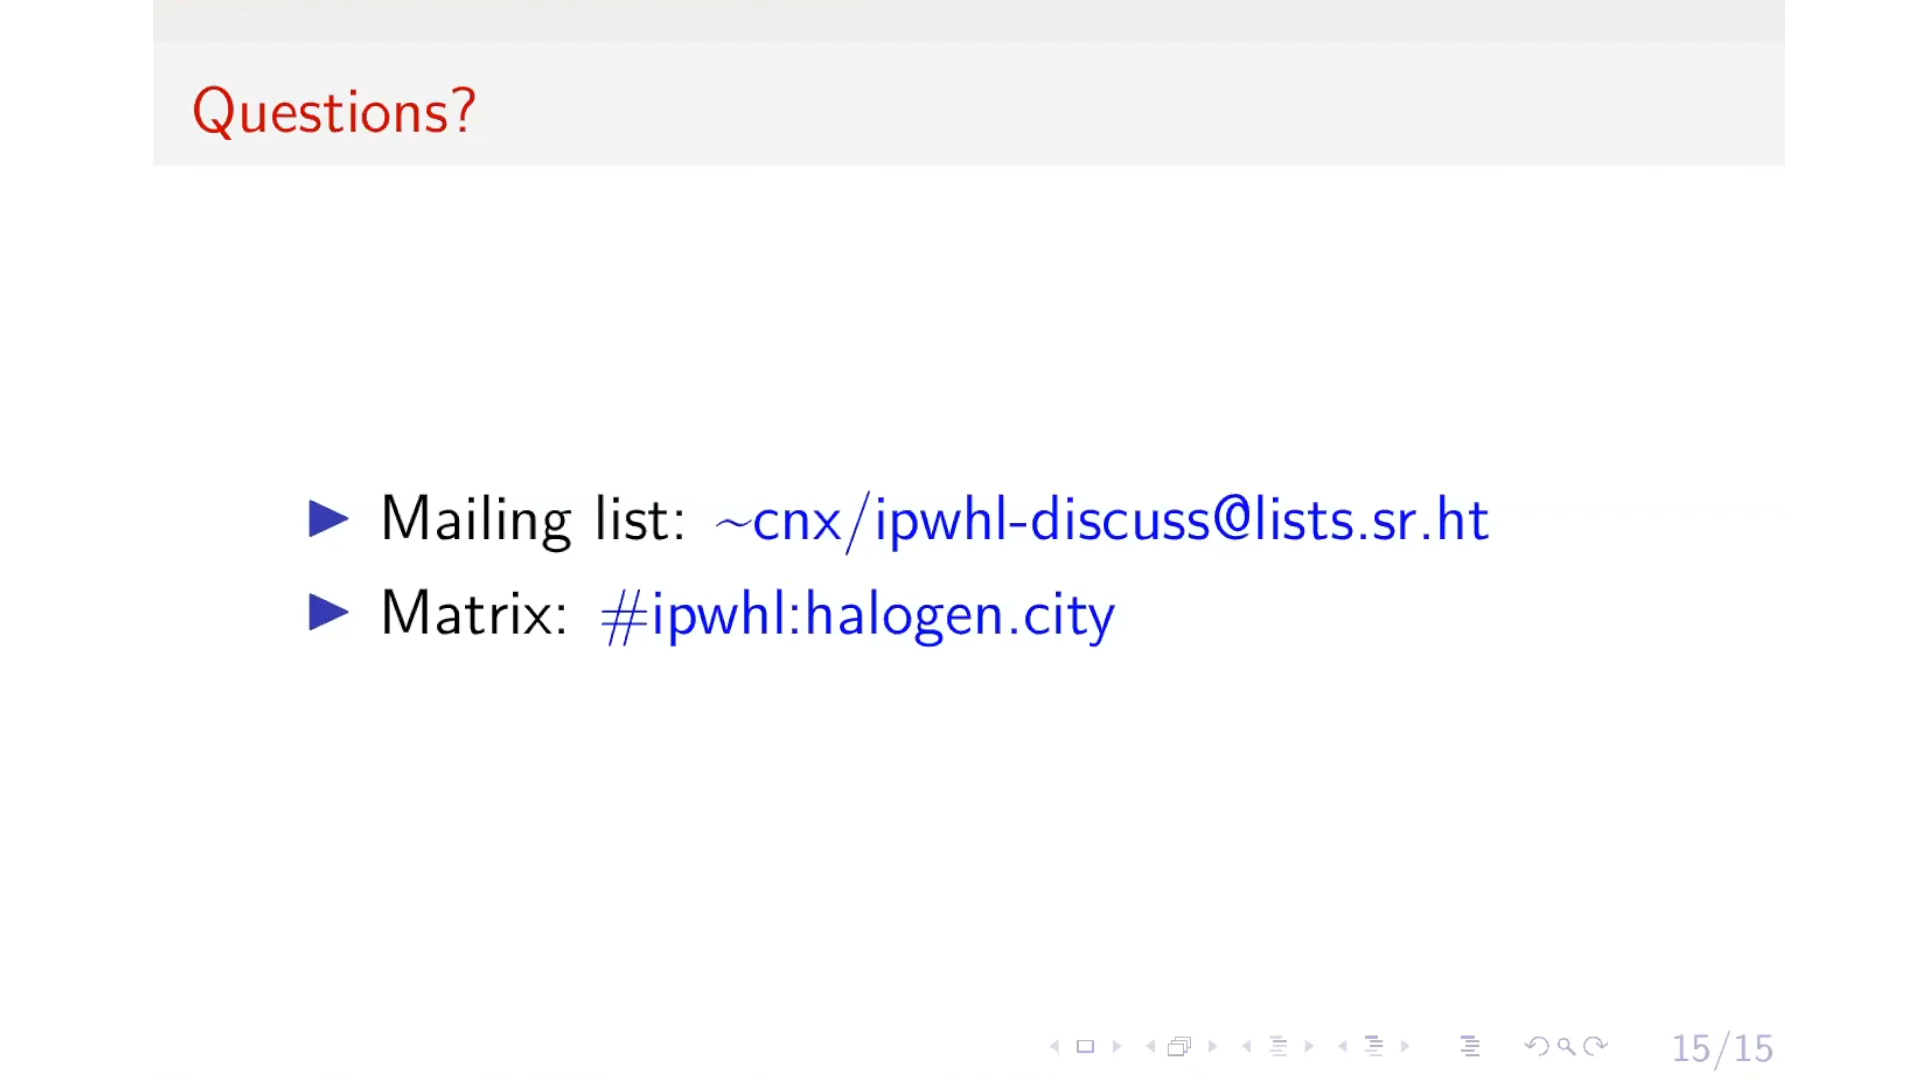 Questions?
Mailing list: ~cnx/ipwhl-discuss@lists.sr.ht
Matrix: #ipwhl:halogen.city
15/15